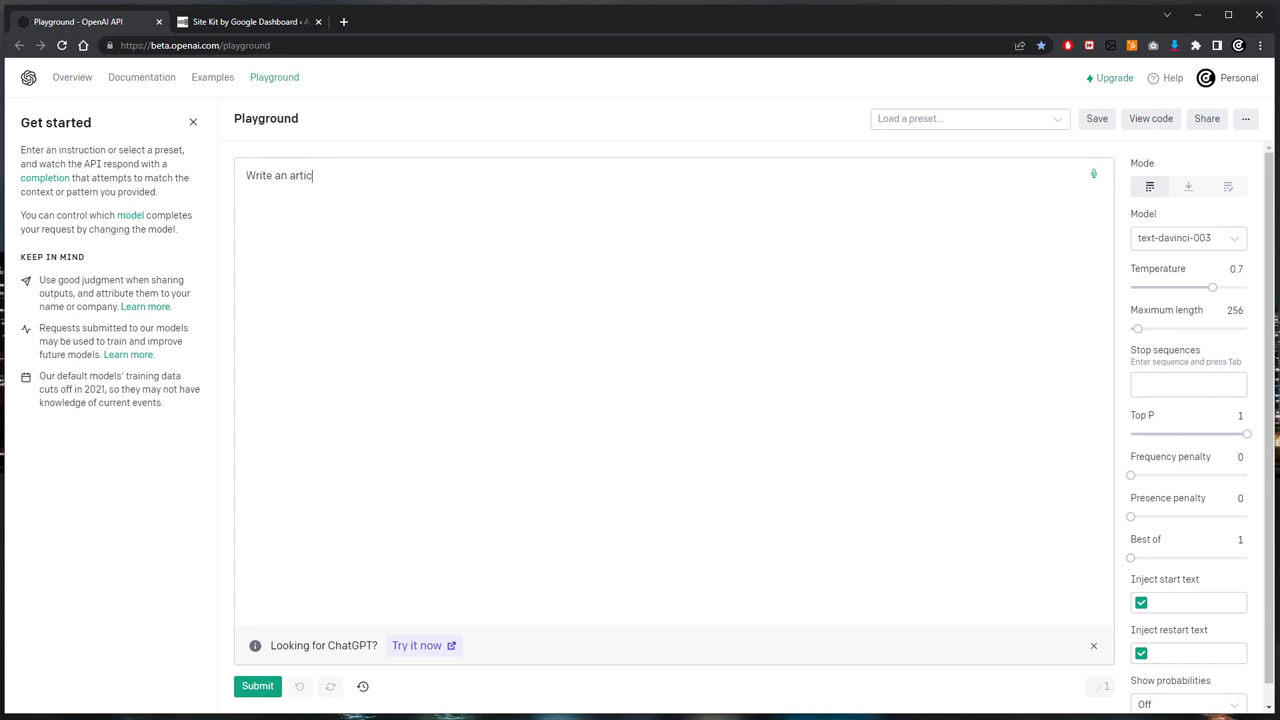 Playground - OpenAI API
Site Kit by Google Dashboard ‹ A
https://beta.openai.com/playground
Overview
Documentation
Examples
Playground
Upgrade
Help
Personal
Get started
Enter an instruction or select a preset,
and watch the API respond with a
completion that attempts to match the
context or pattern you provided.
You can control which model completes
your request by changing the model.
KEEP IN MIND
Use good judgment when sharing
outputs, and attribute them to your
name or company. Learn more.
Requests submitted to our models
may be used to train and improve
future models. Learn more.
Our default models' training data
cuts off in 2021, so they may not have
knowledge of current events.
Playground
Load a preset...
Save
View code
Share
Write an artic
Looking for ChatGPT?
Try it now
Submit
1
Mode
Model
text-davinci-003
Temperature 0.7
Maximum length 256
Stop sequences
Enter sequence and press Tab
Top P 1
Frequency penalty 0
Presence penalty 0
Best of 1
Inject start text
Inject restart text
Show probabilities
Off